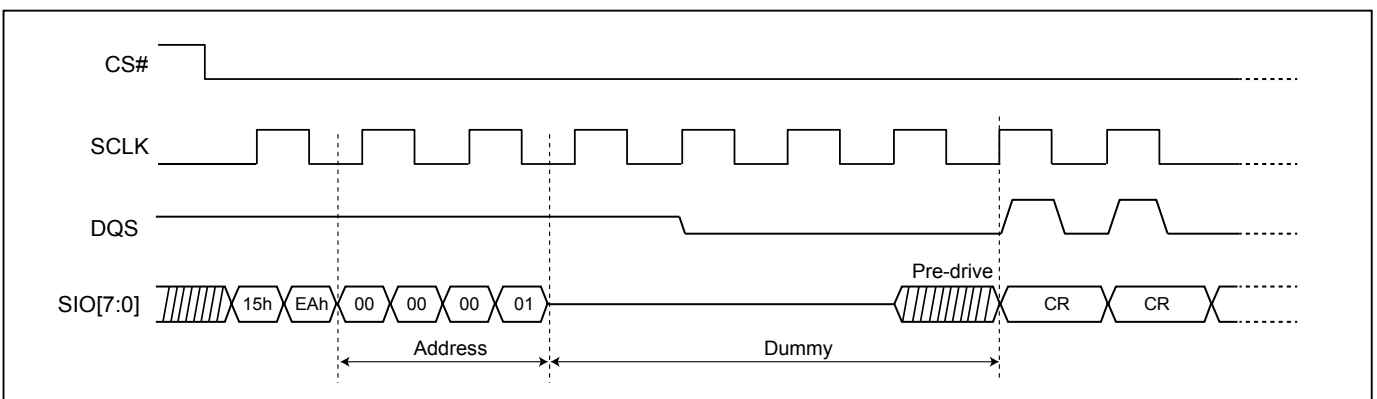 CS#
SCLK
DQS
Pre-drive
SIO[7:0] 15h EAh 00 00 00 01 CR CR
Address Dummy